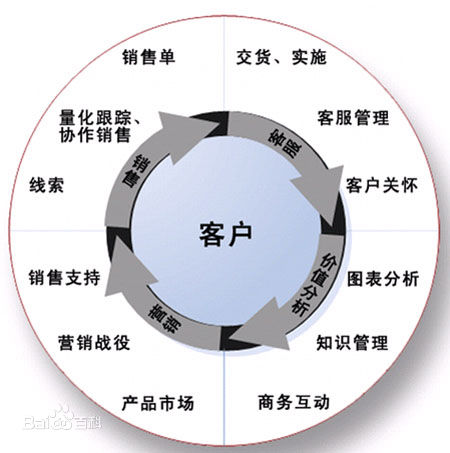 销售单
交货、实施
量化跟踪、
协作销售
客服管理
客服
销售
线索
客户关怀
客户
销售支持
价值分析
图表分析
营销
营销战役
知识管理
产品市场
商务互动
Baidu百科